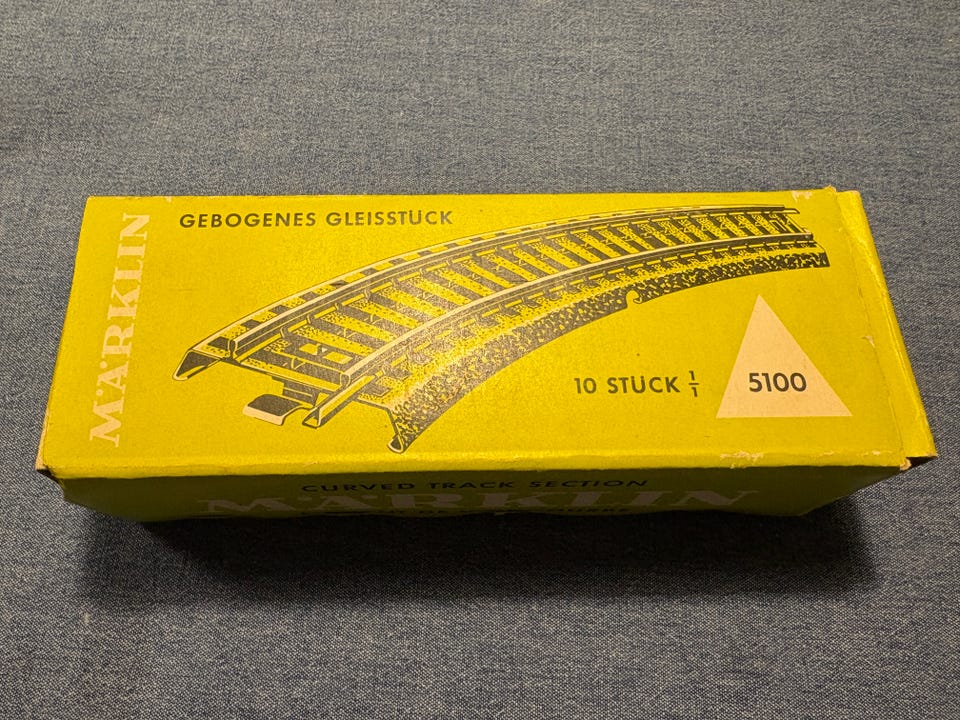 MÄRKLIN
GEBOGENES GLEISSTÜCK
10 STÜCK 1/1
5100
CURVED TRACK SECTION
MÄRKLIN